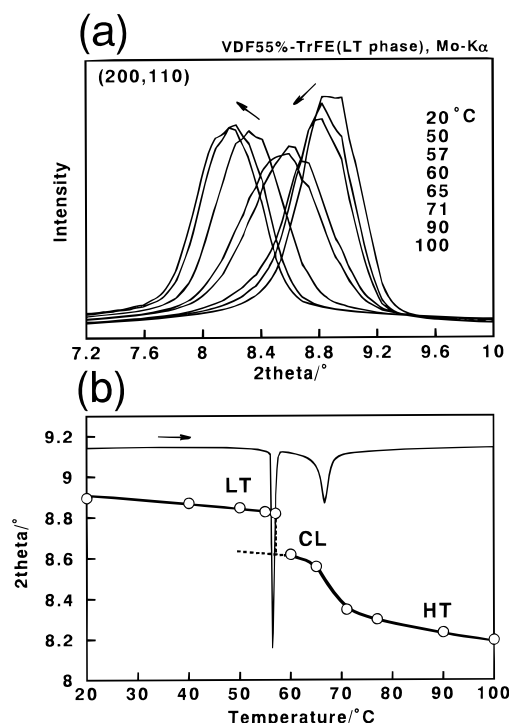 (a)
VDF55%-TrFE(LT phase), Mo-Kα
(200,110)
20°C
50
57
60
65
71
90
100
Intensity
7.2 7.6 8 8.4 8.8 9.2 9.6 10
2theta/°
(b)
9.2
9
8.8
8.6
8.4
8.2
8
2theta/°
LT
CL
HT
20 30 40 50 60 70 80 90 100
Temperature/°C